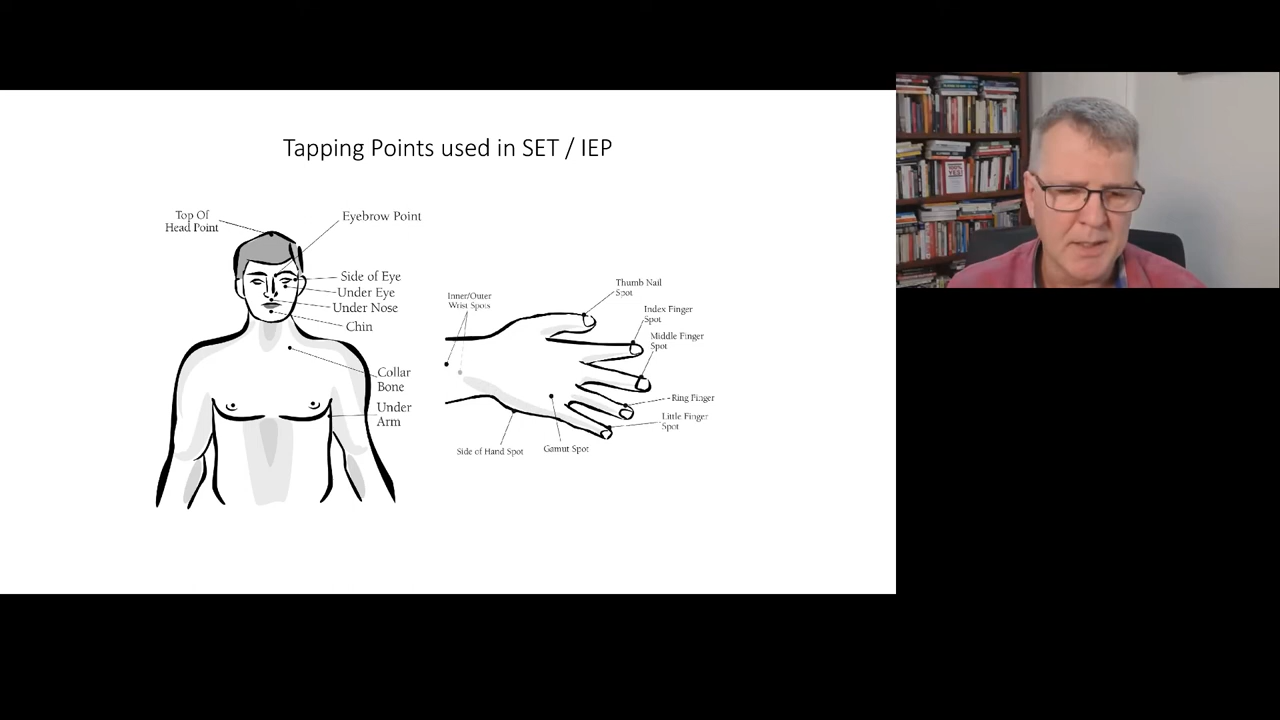 Tapping Points used in SET / IEP
Top Of
Head Point
Eyebrow Point
Side of Eye
Under Eye
Under Nose
Chin
Collar
Bone
Under
Arm
Inner/Outer
Wrist Spots
Thumb Nail
Spot
Index Finger
Spot
Middle Finger
Spot
Ring Finger
Little Finger
Spot
Side of Hand Spot
Gamut Spot
YES!